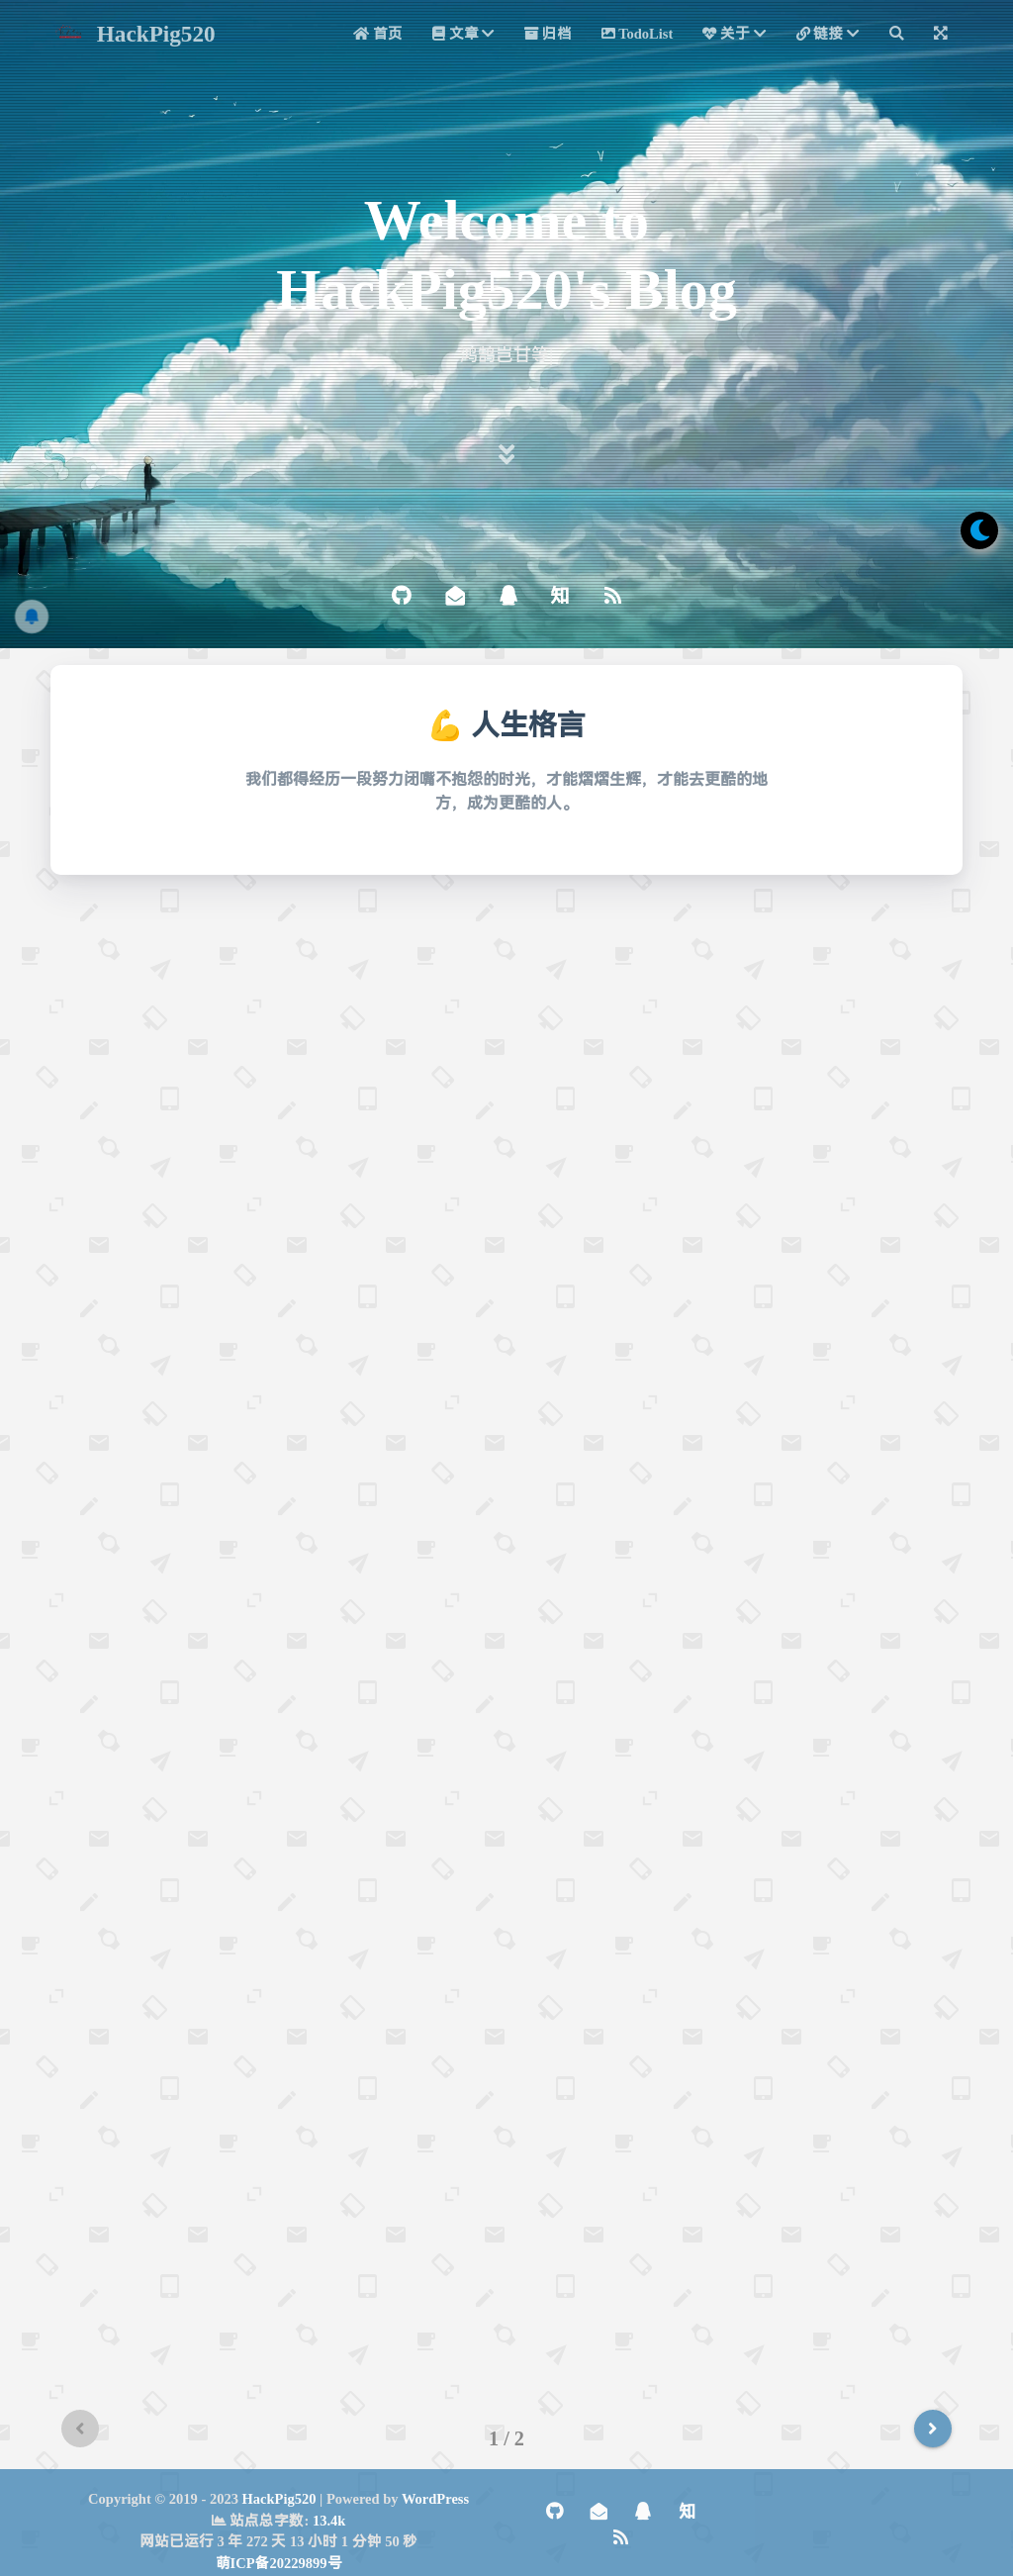 HackPig520
首页
文章
归档
TodoList
关于
链接
Welcome to
HackPig520's Blog
知
💪 人生格言
我们都得经历一段努力闭嘴不抱怨的时光，才能熠熠生辉，才能去更酷的地
方，成为更酷的人。
1 / 2
Copyright © 2019 - 2023 HackPig520 | Powered by WordPress
站点总字数: 13.4k
网站已运行 3 年 272 天 13 小时 1 分钟 50 秒
萌ICP备20229899号
知